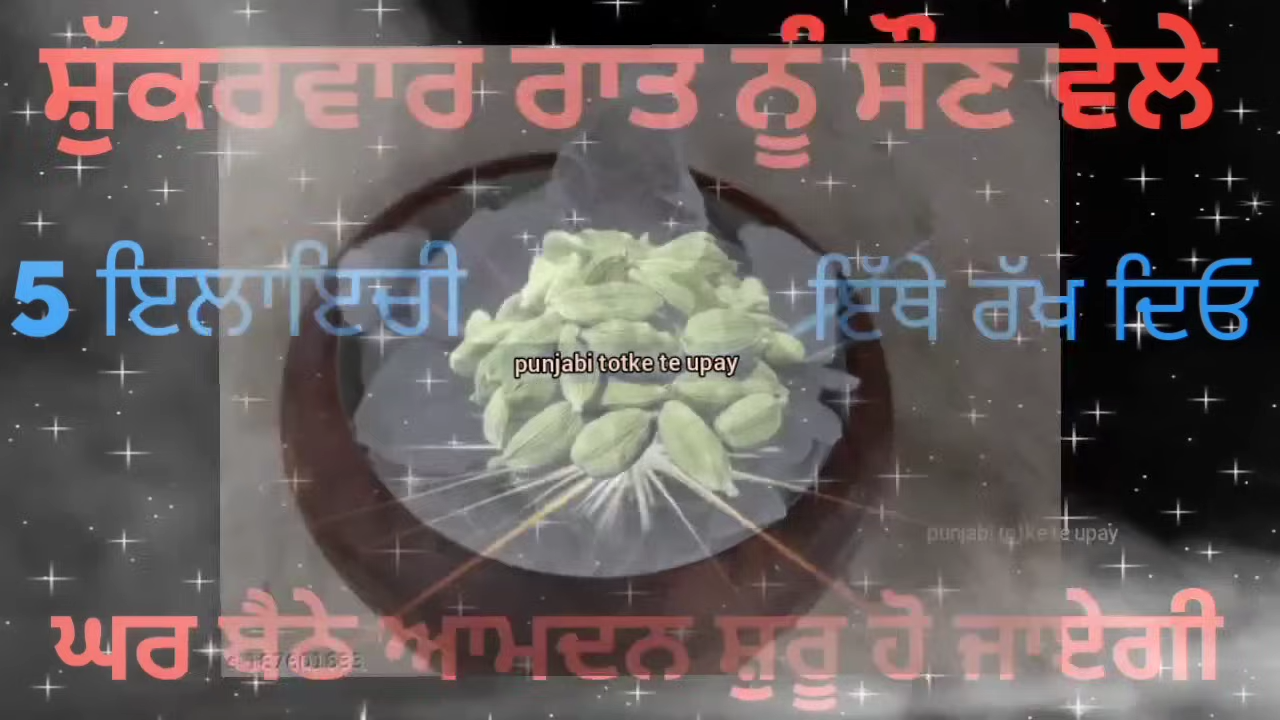 ਸ਼ੁੱਕਰਵਾਰ ਰਾਤ ਨੂੰ ਸੌਣ ਵੇਲੇ
5 ਇਲਾਇਚੀ ਇੱਥੇ ਰੱਖ ਦਿਓ
punjabi totke te upay
punjabi totke te upay
ਘਰ ਬੈਠੇ ਆਮਦਨ ਸ਼ੁਰੂ ਹੋ ਜਾਏਗੀ